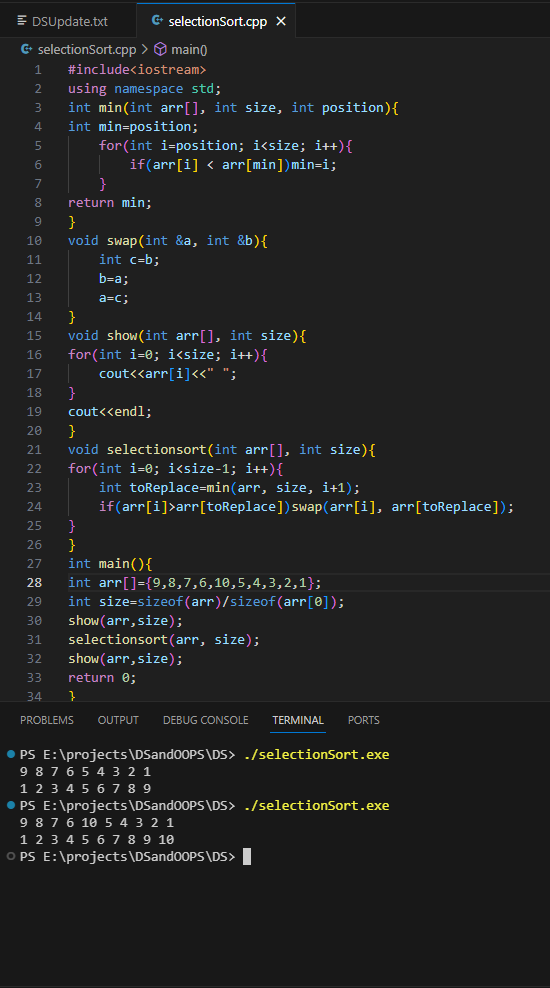 DSUpdate.txt selectionSort.cpp
selectionSort.cpp > main()
1 #include<iostream>
2 using namespace std;
3 int min(int arr[], int size, int position){
4 int min=position;
5     for(int i=position; i<size; i++){
6         if(arr[i] < arr[min])min=i;
7     }
8 return min;
9 }
10 void swap(int &a, int &b){
11     int c=b;
12     b=a;
13     a=c;
14 }
15 void show(int arr[], int size){
16 for(int i=0; i<size; i++){
17     cout<<arr[i]<<" ";
18 }
19 cout<<endl;
20 }
21 void selectionsort(int arr[], int size){
22 for(int i=0; i<size-1; i++){
23     int toReplace=min(arr, size, i+1);
24     if(arr[i]>arr[toReplace])swap(arr[i], arr[toReplace]);
25 }
26 }
27 int main(){
28 int arr[]={9,8,7,6,10,5,4,3,2,1};
29 int size=sizeof(arr)/sizeof(arr[0]);
30 show(arr,size);
31 selectionsort(arr, size);
32 show(arr,size);
33 return 0;
34 }
PROBLEMS OUTPUT DEBUG CONSOLE TERMINAL PORTS
PS E:\projects\DSandOOPS\DS> ./selectionSort.exe
9 8 7 6 5 4 3 2 1
1 2 3 4 5 6 7 8 9
PS E:\projects\DSandOOPS\DS> ./selectionSort.exe
9 8 7 6 10 5 4 3 2 1
1 2 3 4 5 6 7 8 9 10
PS E:\projects\DSandOOPS\DS>